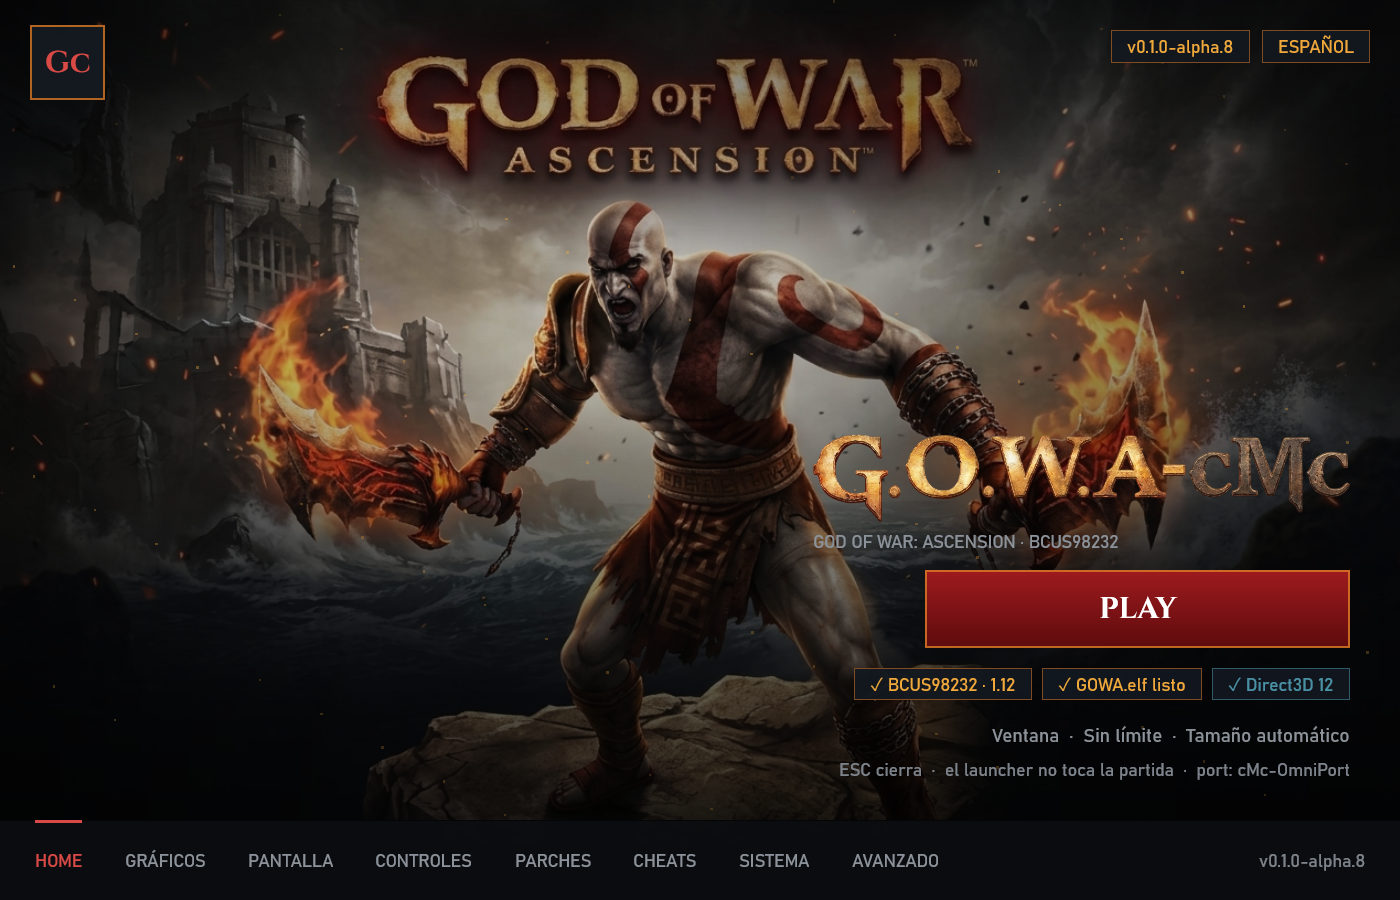 GC
v0.1.0-alpha.8
ESPAÑOL
GOD OF WAR™
ASCENSION™
G.O.W.A-cMc
GOD OF WAR: ASCENSION · BCUS98232
PLAY
✓ BCUS98232 · 1.12
✓ GOWA.elf listo
✓ Direct3D 12
Ventana · Sin límite · Tamaño automático
ESC cierra · el launcher no toca la partida · port: cMc-OmniPort
HOME GRÁFICOS PANTALLA CONTROLES PARCHES CHEATS SISTEMA AVANZADO v0.1.0-alpha.8